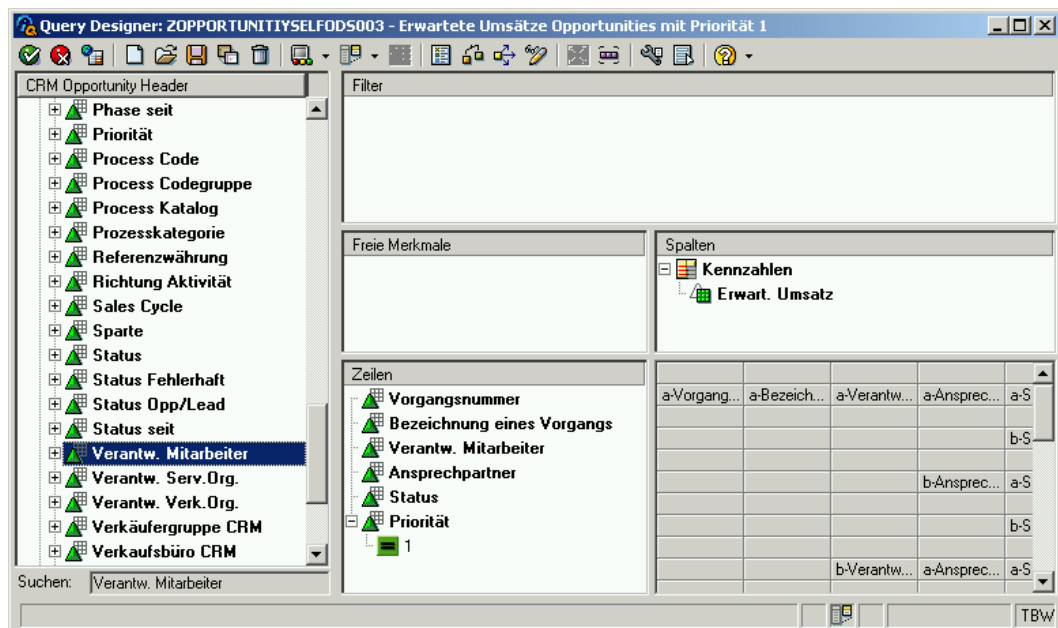 Query Designer: ZOPPORTUNITIYSELFODS003 - Erwartete Umsätze Opportunities mit Priorität 1
CRM Opportunity Header
Phase seit
Priorität
Process Code
Process Codegruppe
Process Katalog
Prozesskategorie
Referenzwährung
Richtung Aktivität
Sales Cycle
Sparte
Status
Status Fehlerhaft
Status Opp/Lead
Status seit
Verantw. Mitarbeiter
Verantw. Serv.Org.
Verantw. Verk.Org.
Verkäufergruppe CRM
Verkaufsbüro CRM
Suchen: Verantw. Mitarbeiter
Filter
Freie Merkmale
Spalten
Kennzahlen
Erwart. Umsatz
Zeilen
Vorgangsnummer
Bezeichnung eines Vorgangs
Verantw. Mitarbeiter
Ansprechpartner
Status
Priorität
1
a-Vorgang... a-Bezeich... a-Verantw... a-Ansprec... a-S
b-S
b-Ansprec... a-S
b-S
b-Verantw... a-Ansprec... a-S
TBW